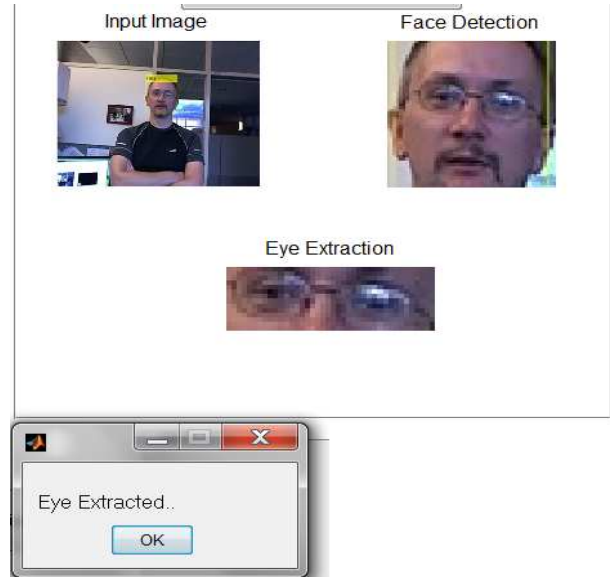 Input Image
Face Detection
Eye Extraction
Eye Extracted..
OK